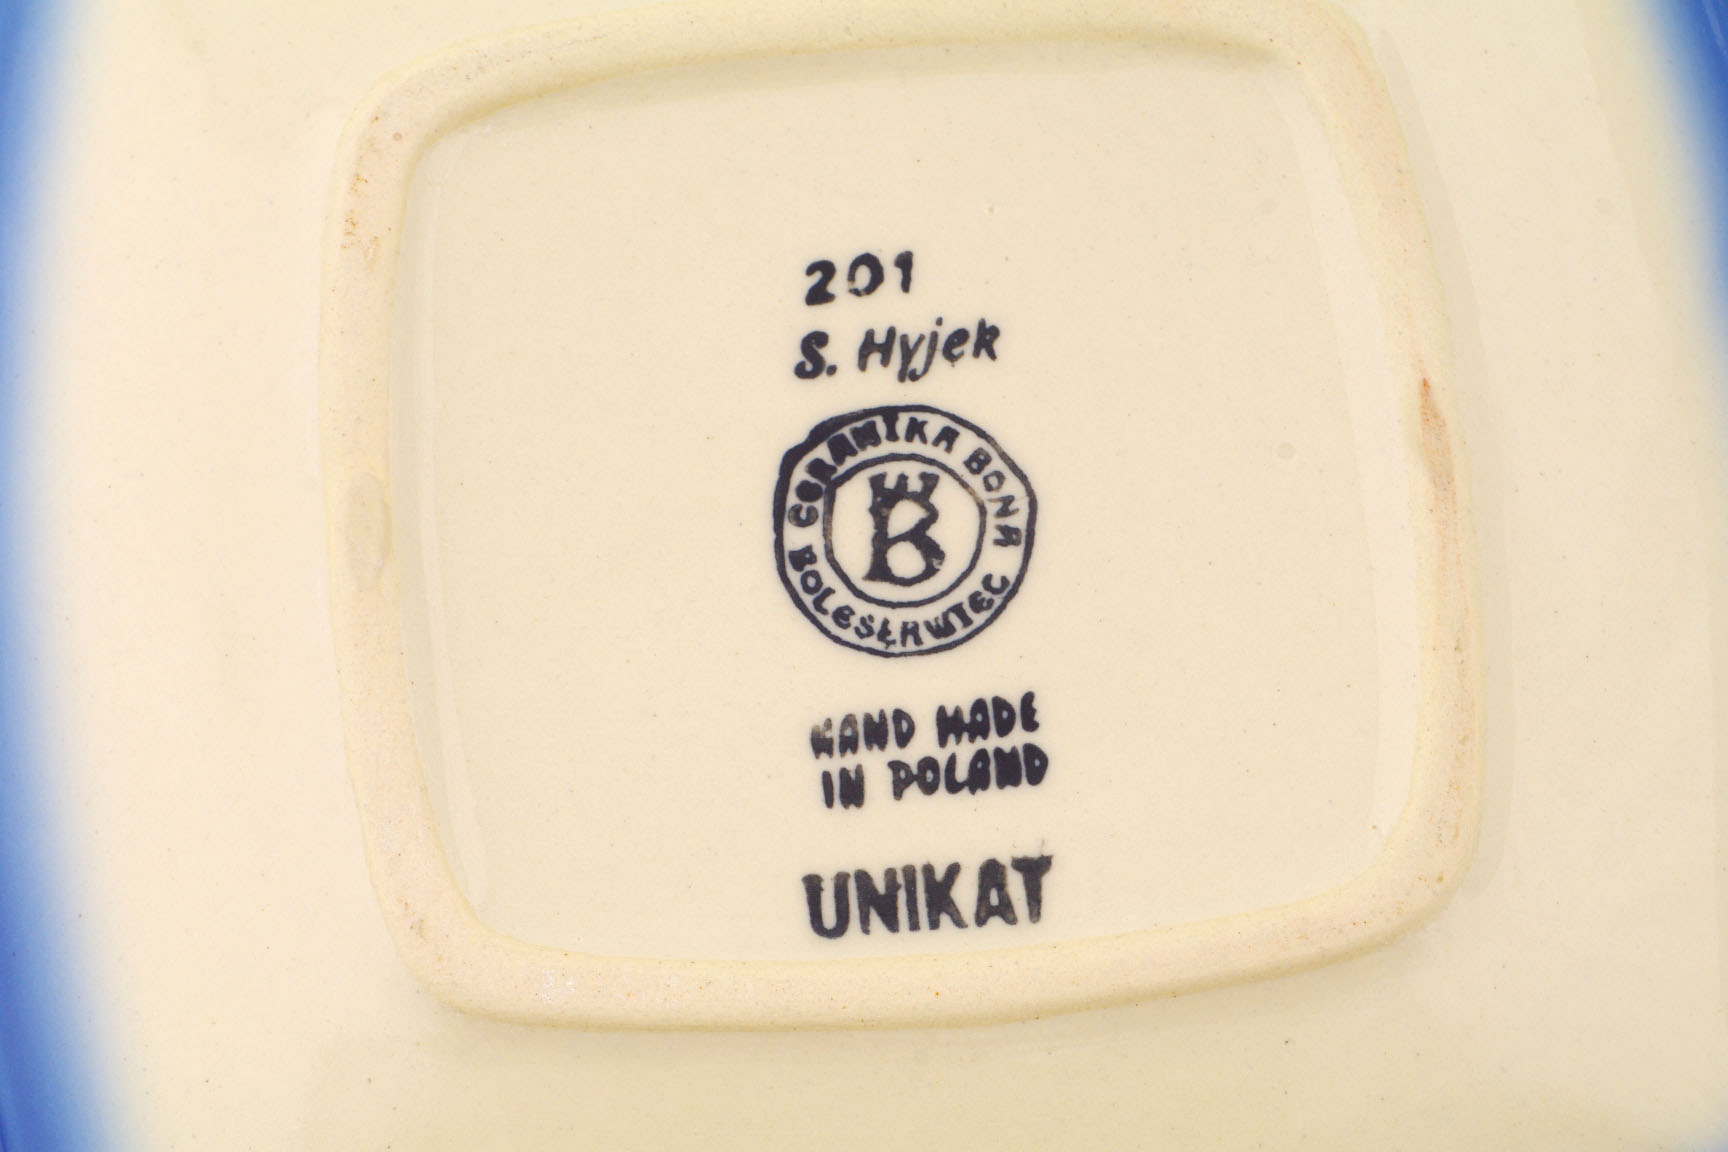 201
S. Hyjek
CERAMIKA BONA
B
BOLESŁAWIEC
HAND MADE
IN POLAND
UNIKAT